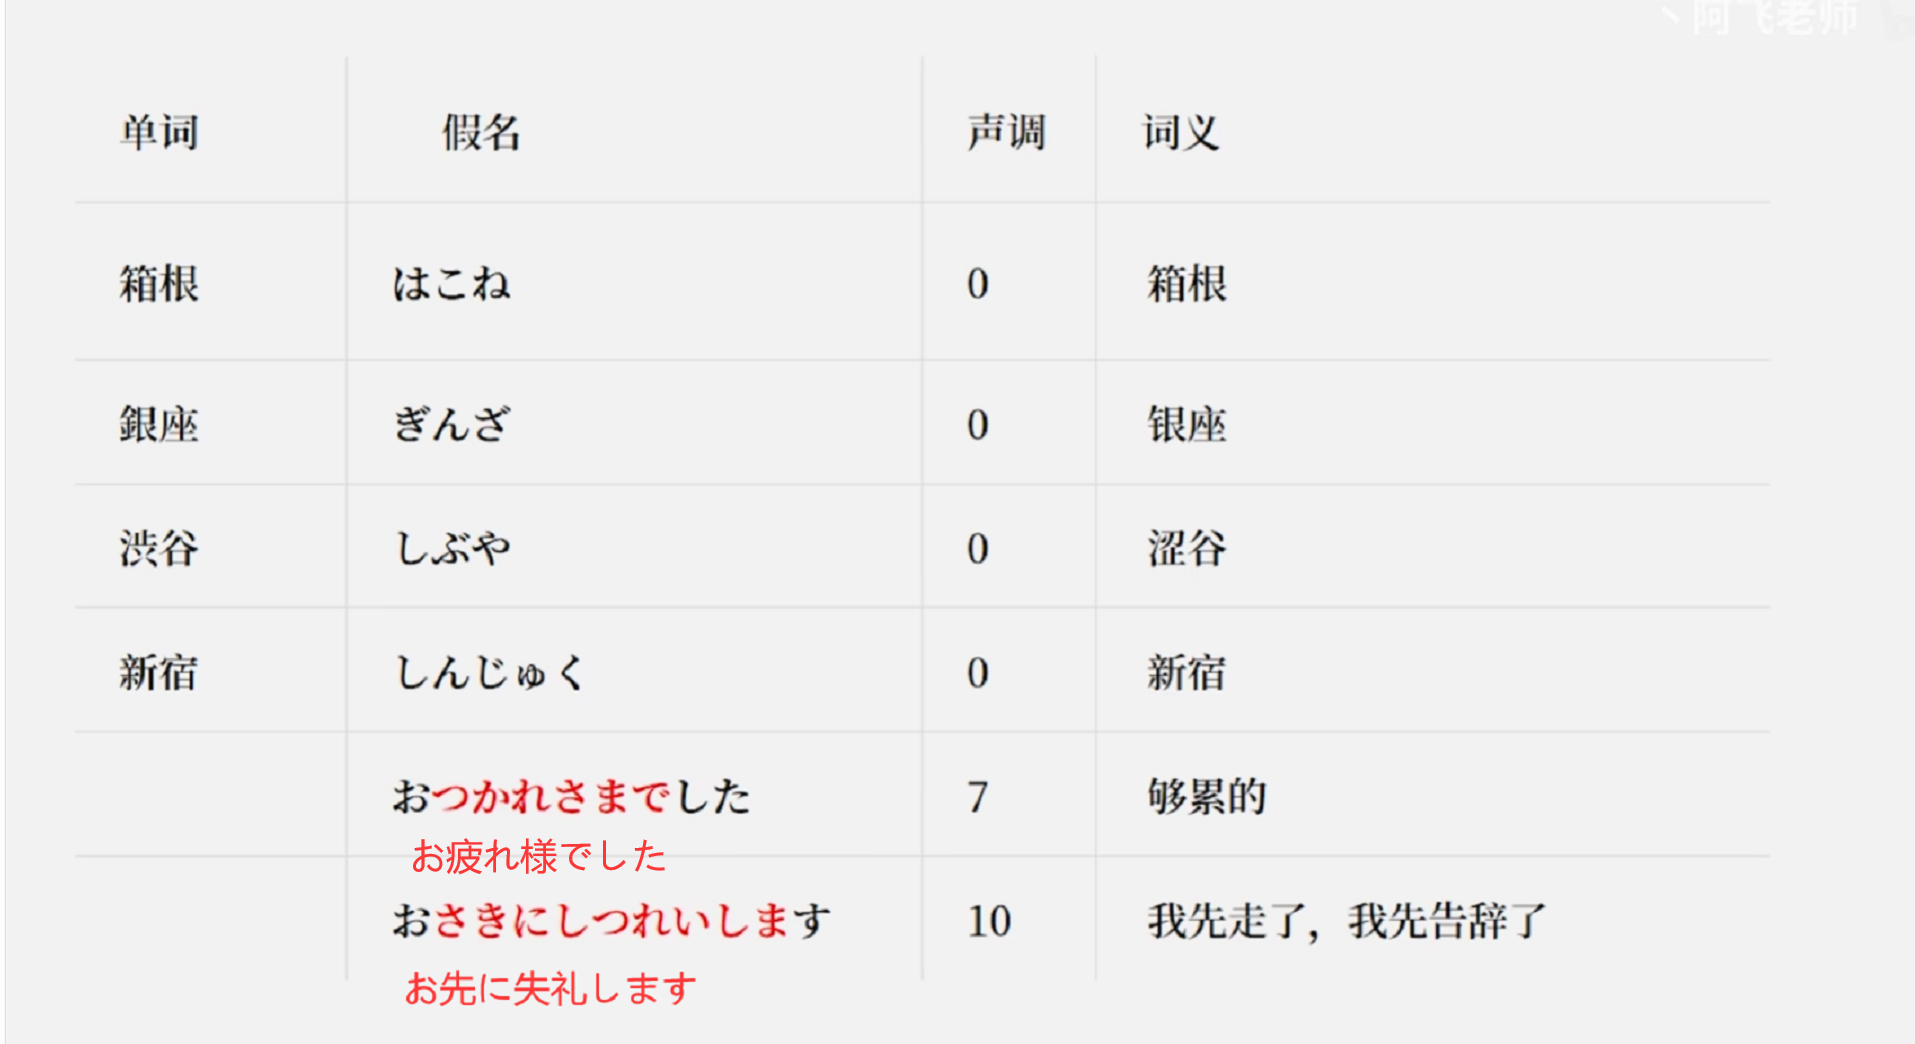 丶阿飞老师
单词 假名 声调 词义
箱根 はこね 0 箱根
銀座 ぎんざ 0 银座
渋谷 しぶや 0 涩谷
新宿 しんじゅく 0 新宿
おつかれさまでした 7 够累的
お疲れ様でした
おさきにしつれいします 10 我先走了，我先告辞了
お先に失礼します